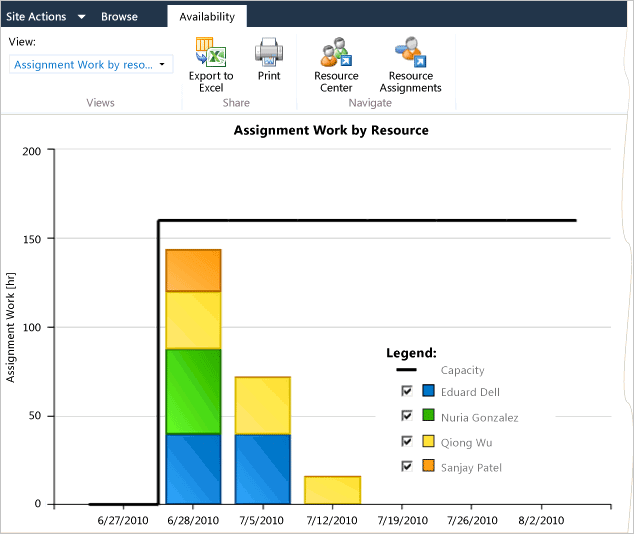 Site Actions Browse Availability
View:
Assignment Work by reso...
Export to
Excel
Print
Resource
Center
Resource
Assignments
Views Share Navigate
Assignment Work by Resource
Assignment Work [hr]
200
150
100
50
0
Legend:
Capacity
Eduard Dell
Nuria Gonzalez
Qiong Wu
Sanjay Patel
6/27/2010 6/28/2010 7/5/2010 7/12/2010 7/19/2010 7/26/2010 8/2/2010